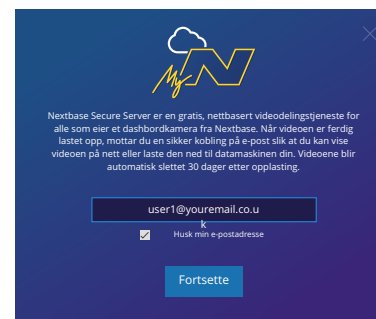 My N
Nextbase Secure Server er en gratis, nettbasert videodelingstjeneste for
alle som eier et dashbordkamera fra Nextbase. Når videoen er ferdig
lastet opp, mottar du en sikker kobling på e-post slik at du kan vise
videoen på nett eller laste den ned til datamaskinen din. Videoene blir
automatisk slettet 30 dager etter opplasting.
user1@youremail.co.u
k
Husk min e-postadresse
Fortsette